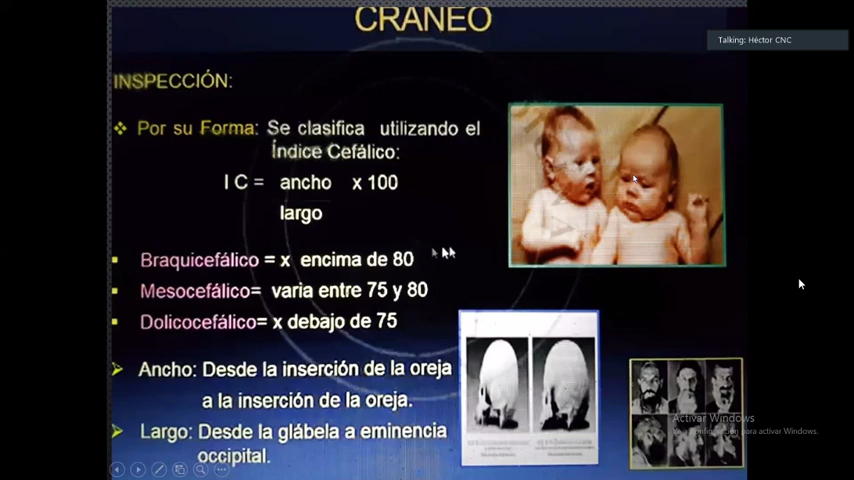 CRANEO
Talking: Héctor CNC
INSPECCIÓN:
Por su Forma: Se clasifica utilizando el
Índice Cefálico:
I C = ancho x 100
largo
Braquicefálico = x encima de 80
Mesocefálico= varia entre 75 y 80
Dolicocefálico= x debajo de 75
Ancho: Desde la inserción de la oreja
a la inserción de la oreja.
Largo: Desde la glábela a eminencia
occipital.
Activar Windows
para activar Windows.